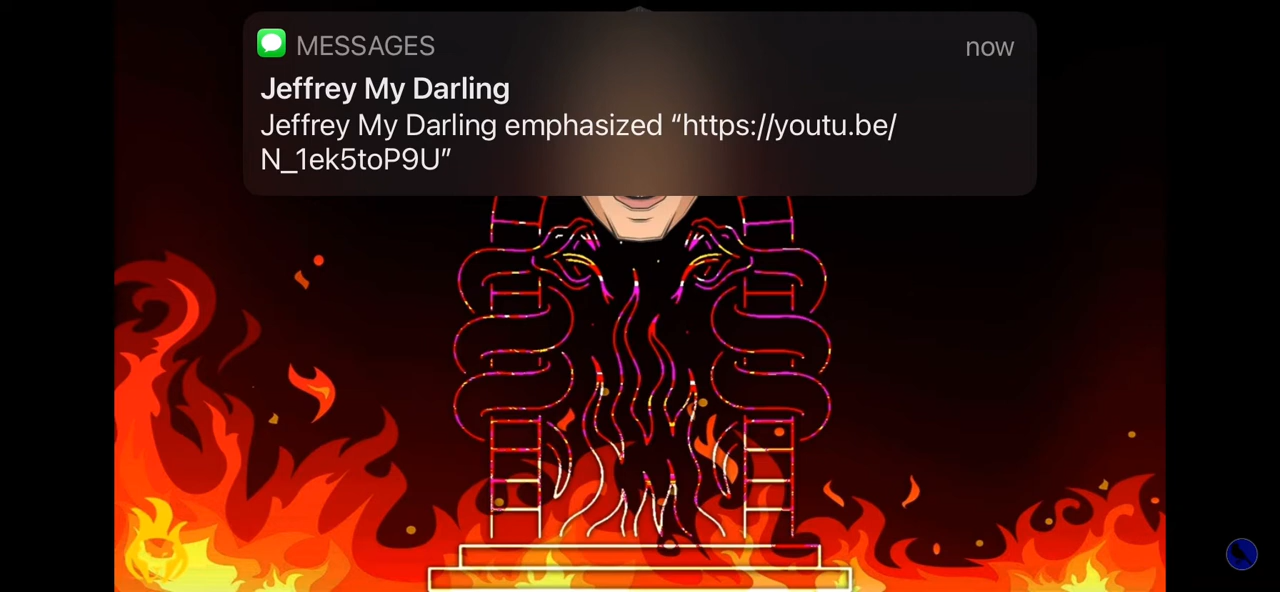 MESSAGES
now
Jeffrey My Darling
Jeffrey My Darling emphasized “https://youtu.be/
N_1ek5toP9U”